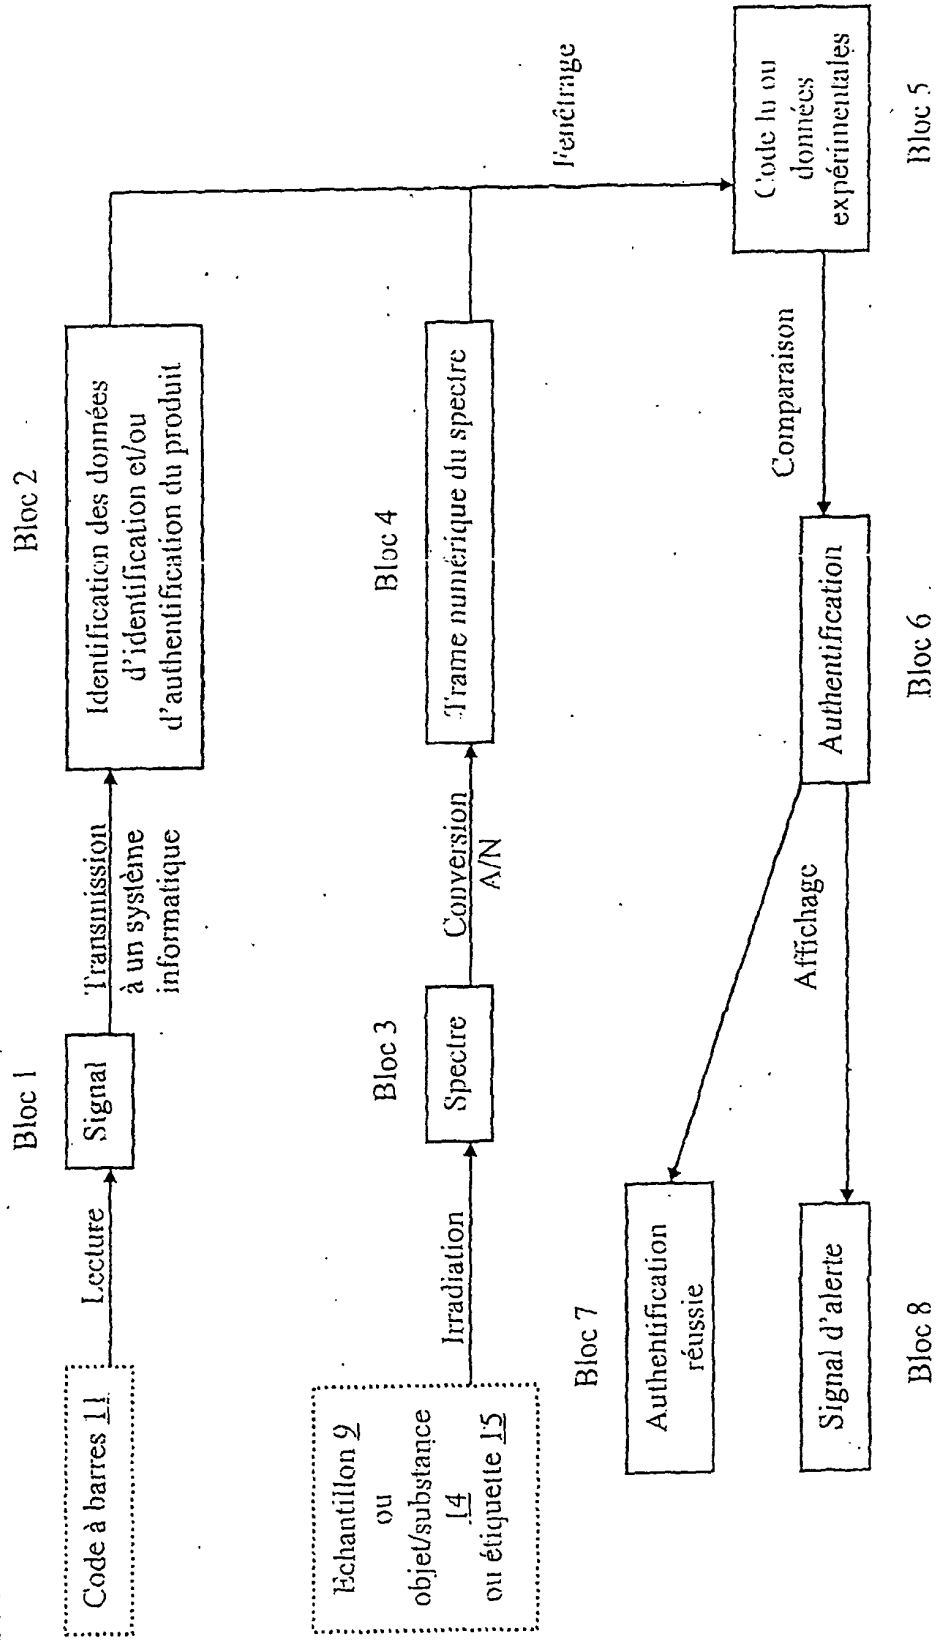 Bloc 1
Bloc 2
Code à barres 11
Lecture
Signal
Transmission
à un système
informatique
Identification des données
d'identification et/ou
d'authentification du produit
Bloc 3
Bloc 4
Echantillon 9
ou
objet/substance
14
ou étiquette 15
Irradiation
Spectre
Conversion
A/N
Trame numérique du spectre
Fenêtrage
Bloc 7
Authentification
réussie
Comparaison
Code lu ou
données
expérimentales
Signal d'alerte
Affichage
Authentification
Bloc 8
Bloc 6
Bloc 5